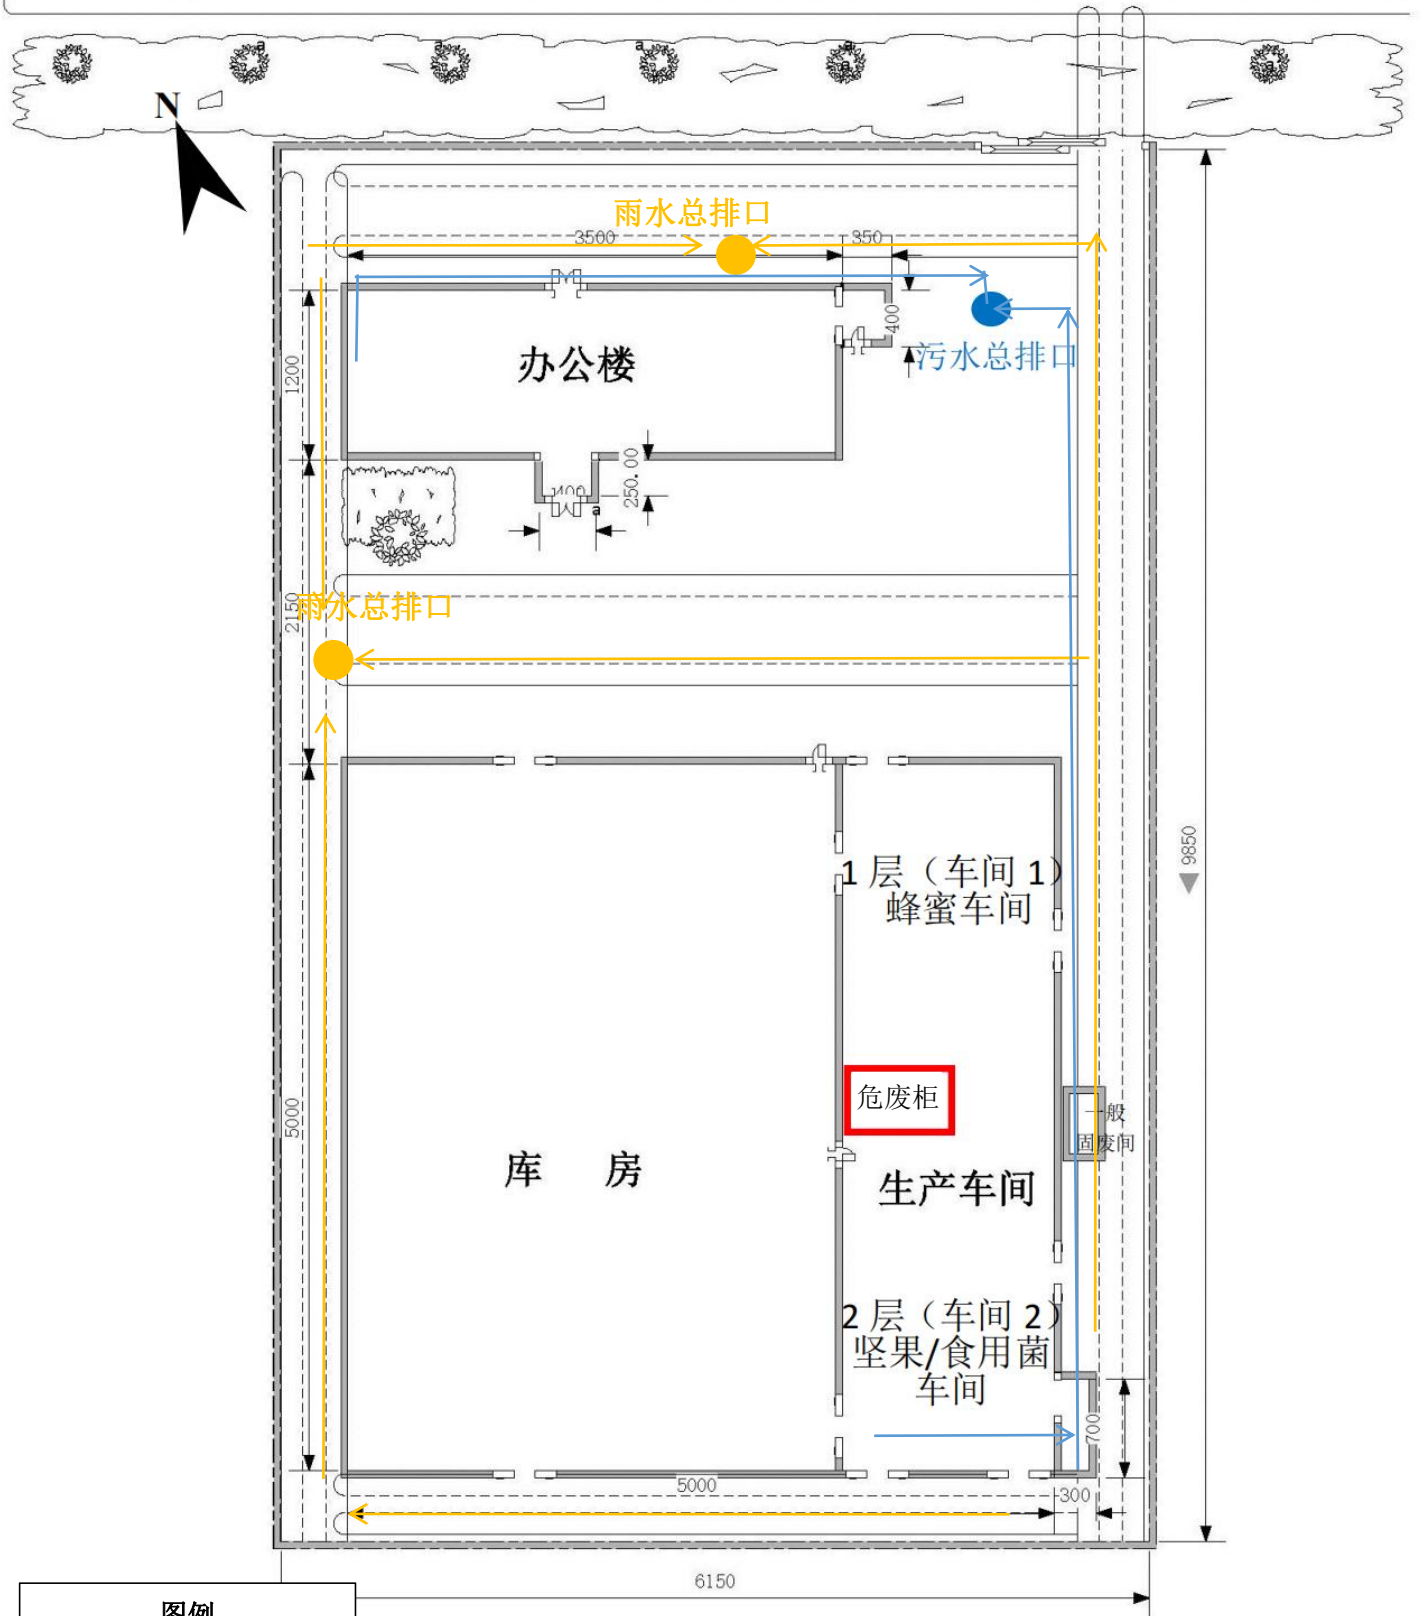 a
a
a
a
a
a
N
雨水总排口
3500
350
400
污水总排口
办公楼
1200
250.00
400
a
2150
雨水总排口
9850
1层（车间1）
蜂蜜车间
危废柜
一般
固废间
5000
库 房
生产车间
2层（车间2）
坚果/食用菌
车间
700
5000
300
6150
图例